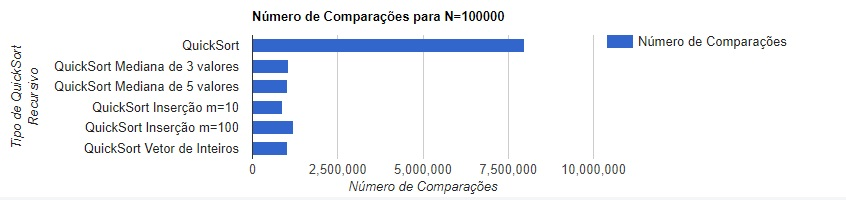 Número de Comparações para N=100000
Tipo de QuickSort
Recursivo
QuickSort
QuickSort Mediana de 3 valores
QuickSort Mediana de 5 valores
QuickSort Inserção m=10
QuickSort Inserção m=100
QuickSort Vetor de Inteiros
Número de Comparações
0 2,500,000 5,000,000 7,500,000 10,000,000
Número de Comparações